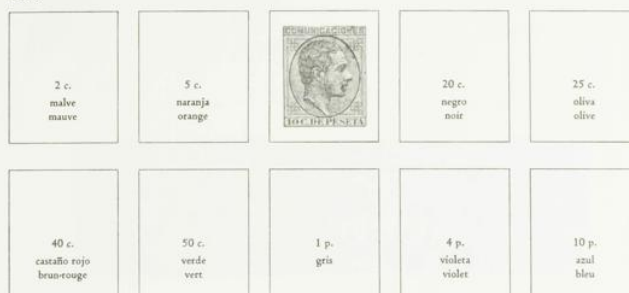 2 c.
malve
mauve
5 c.
naranja
orange
COMUNICACIONES
10 C. DE PESETA
20 c.
negro
noir
25 c.
oliva
olive
40 c.
castaño rojo
brun-rouge
50 c.
verde
vert
1 p.
gris
4 p.
violeta
violet
10 p.
azul
bleu